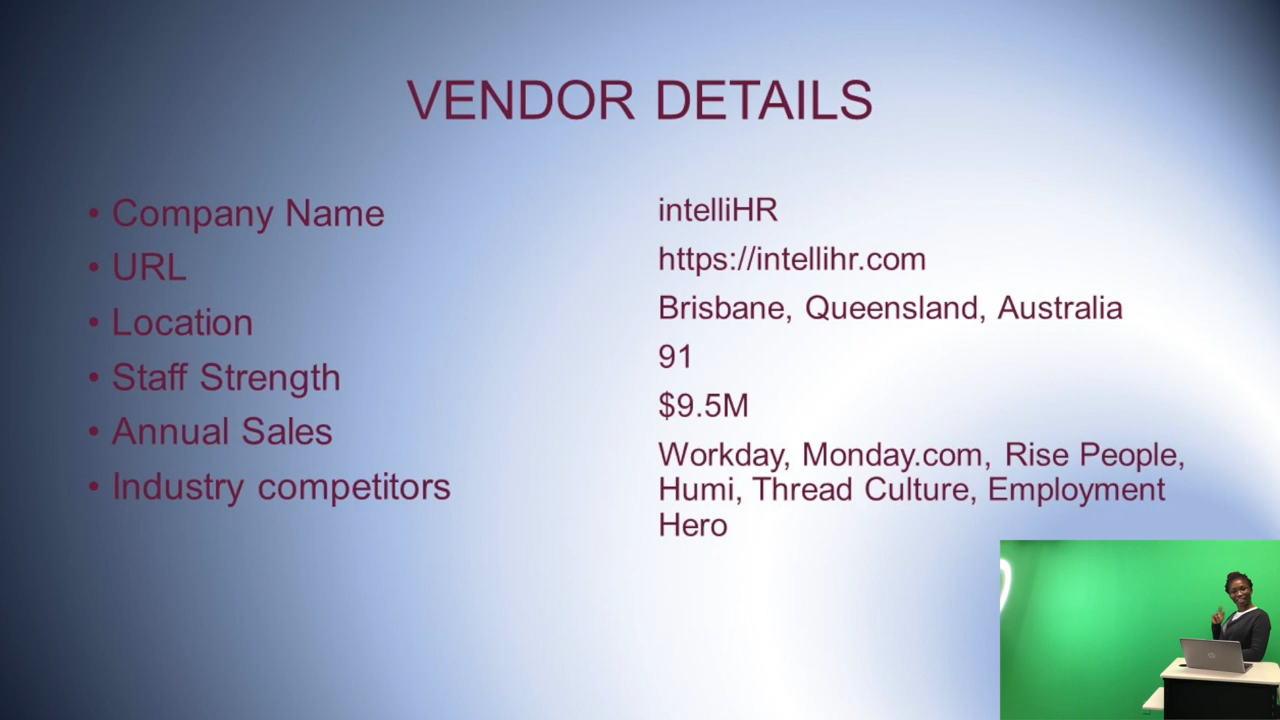 VENDOR DETAILS
• Company Name
• URL
• Location
• Staff Strength
• Annual Sales
• Industry competitors
intelliHR
https://intellihr.com
Brisbane, Queensland, Australia
91
$9.5M
Workday, Monday.com, Rise People,
Humi, Thread Culture, Employment
Hero